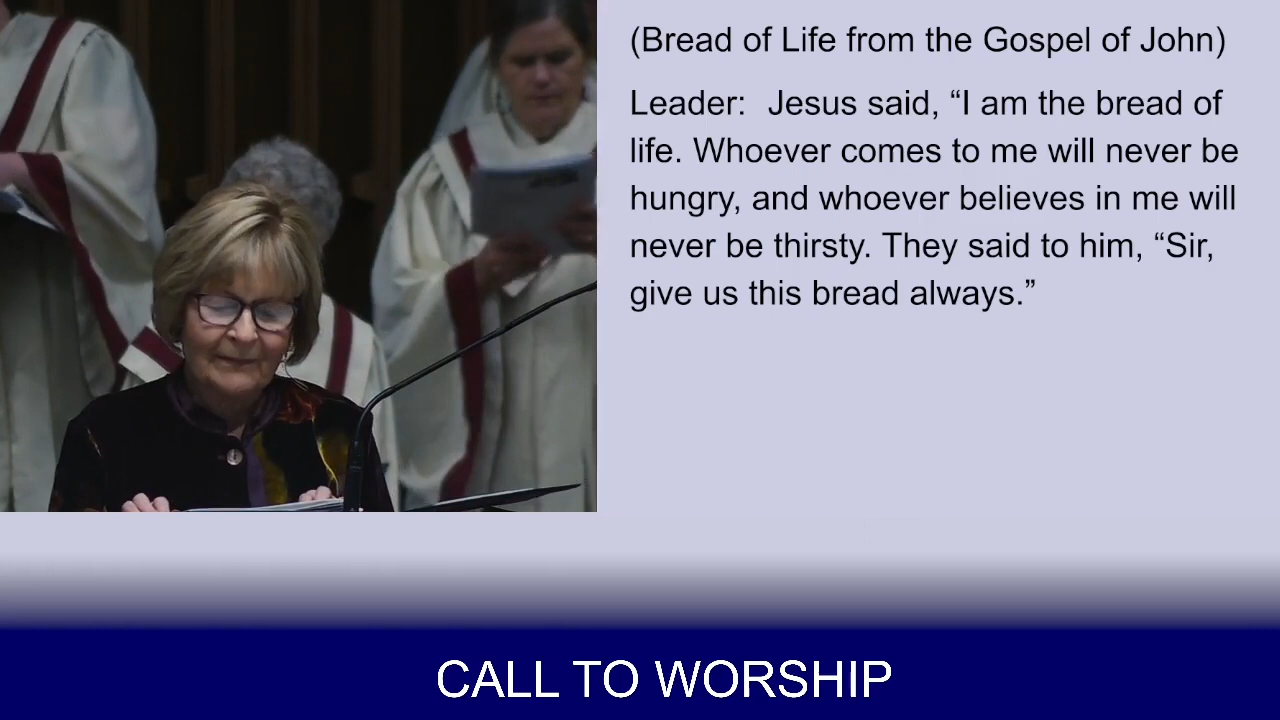 (Bread of Life from the Gospel of John)
Leader:  Jesus said, “I am the bread of
life. Whoever comes to me will never be
hungry, and whoever believes in me will
never be thirsty. They said to him, “Sir,
give us this bread always.”
CALL TO WORSHIP